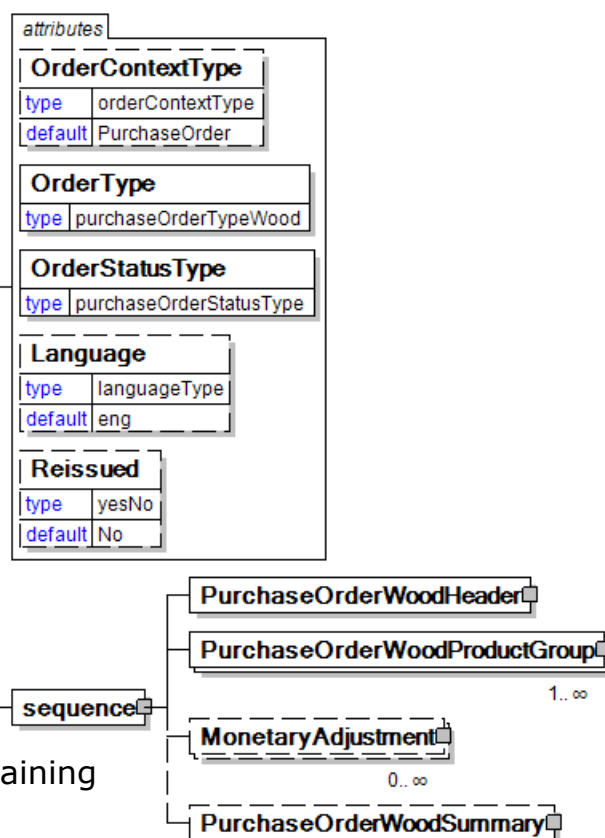 attributes
OrderContextType
type orderContextType
default PurchaseOrder
OrderType
type purchaseOrderTypeWood
OrderStatusType
type purchaseOrderStatusType
Language
type languageType
default eng
Reissued
type yesNo
default No
PurchaseOrderWoodHeader
PurchaseOrderWoodProductGroup
1.. ∞
sequence
MonetaryAdjustment
aining
0.. ∞
PurchaseOrderWoodSummary